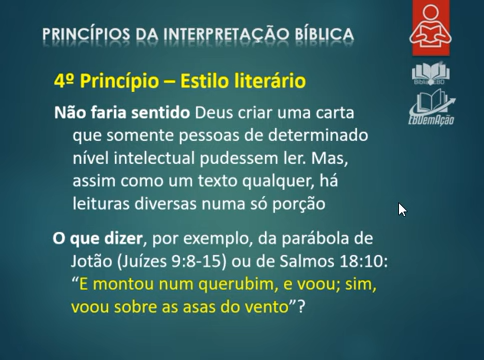 PRINCÍPIOS DA INTERPRETAÇÃO BÍBLICA
4º Princípio – Estilo literário
Não faria sentido Deus criar uma carta
que somente pessoas de determinado
nível intelectual pudessem ler. Mas,
assim como um texto qualquer, há
leituras diversas numa só porção
O que dizer, por exemplo, da parábola de
Jotão (Juízes 9:8-15) ou de Salmos 18:10:
“E montou num querubim, e voou; sim,
voou sobre as asas do vento”?
EBDemAção